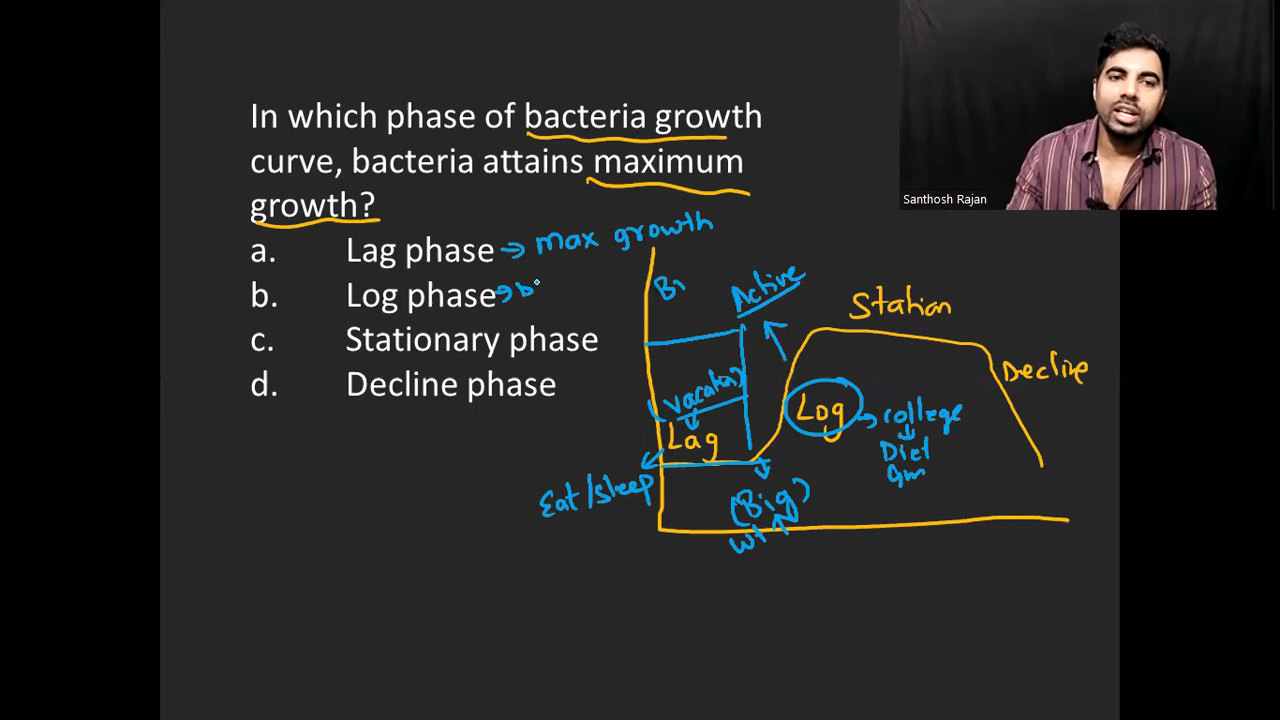 In which phase of bacteria growth
curve, bacteria attains maximum
growth?
a. Lag phase → max growth
b. Log phase → b
c. Stationary phase
d. Decline phase
Santhosh Rajan
Active
Station
Decline
Lag
Log → college
Diet
Eat/sleep
(Big)
wt ↑